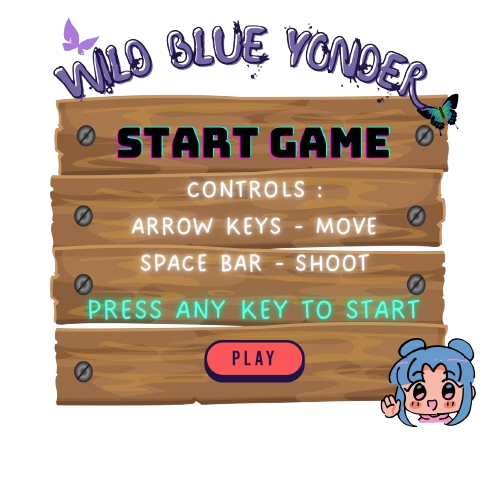 WILD BLUE YONDER
START GAME
CONTROLS :
ARROW KEYS - MOVE
SPACE BAR - SHOOT
PRESS ANY KEY TO START
PLAY